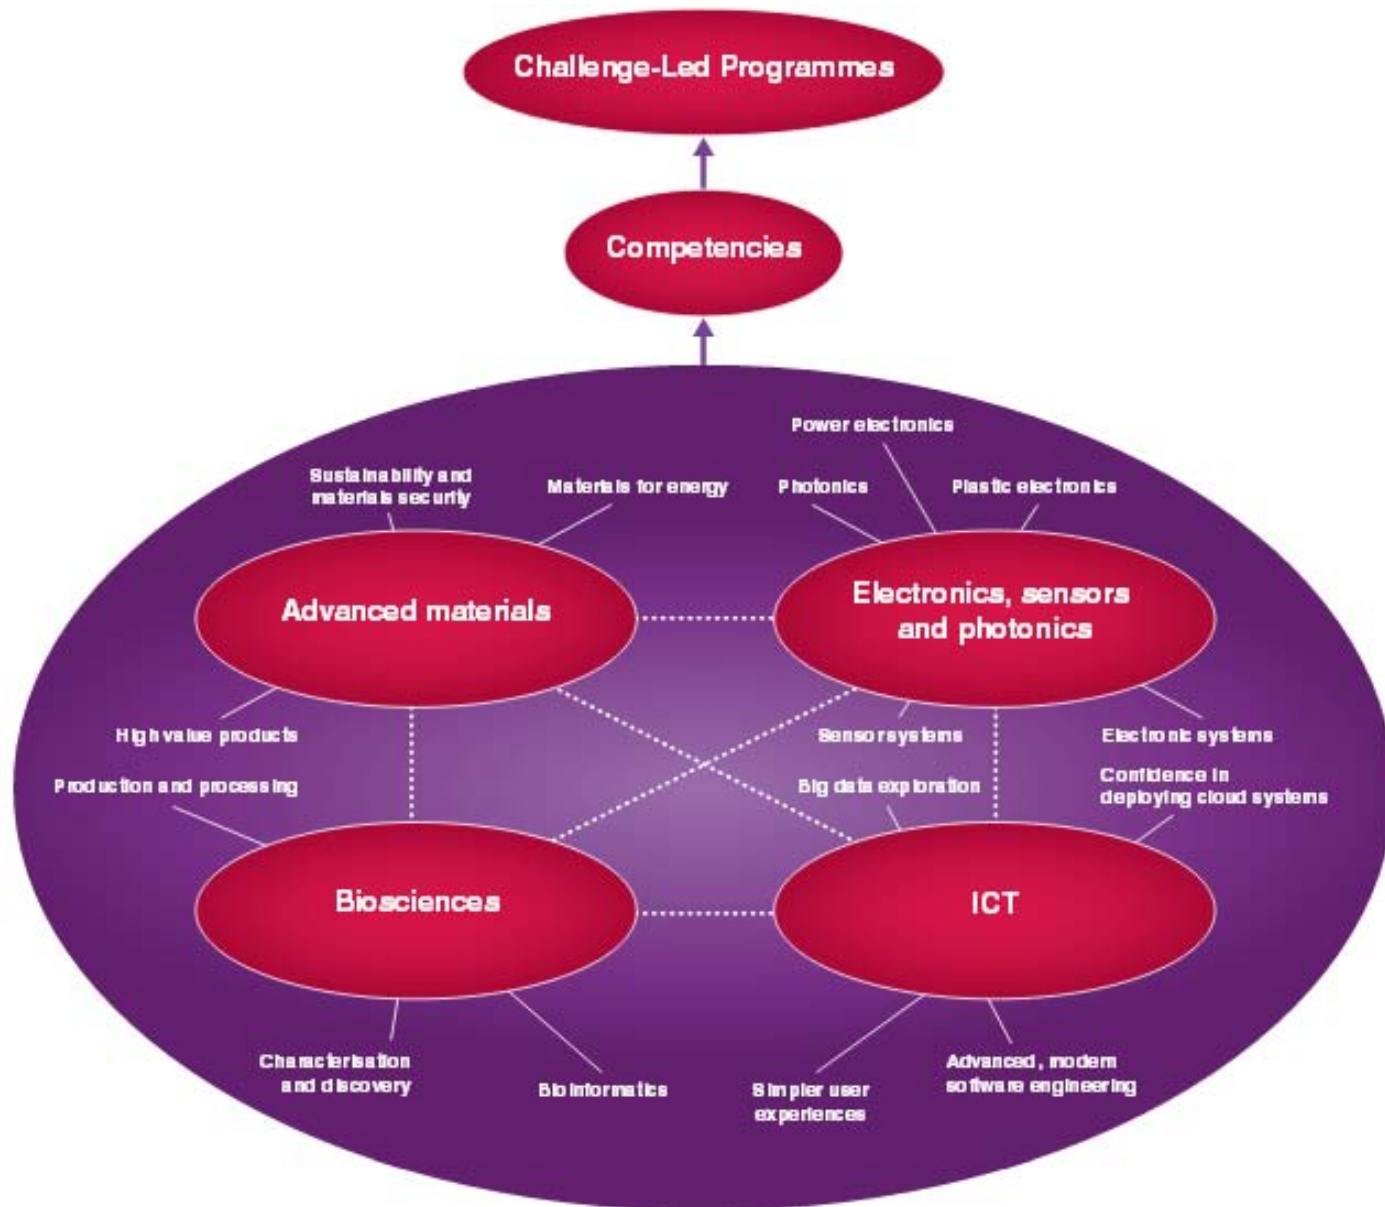 Challenge-Led Programmes
Competencies
Power electronics
Sustainability and
materials security
Materials for energy
Photonics
Plastic electronics
Advanced materials
Electronics, sensors
and photonics
High value products
Sensor systems
Electronic systems
Production and processing
Big data exploration
Confidence in
deploying cloud systems
Biosciences
ICT
Characterisation
and discovery
Bioinformatics
Simpler user
experiences
Advanced, modern
software engineering